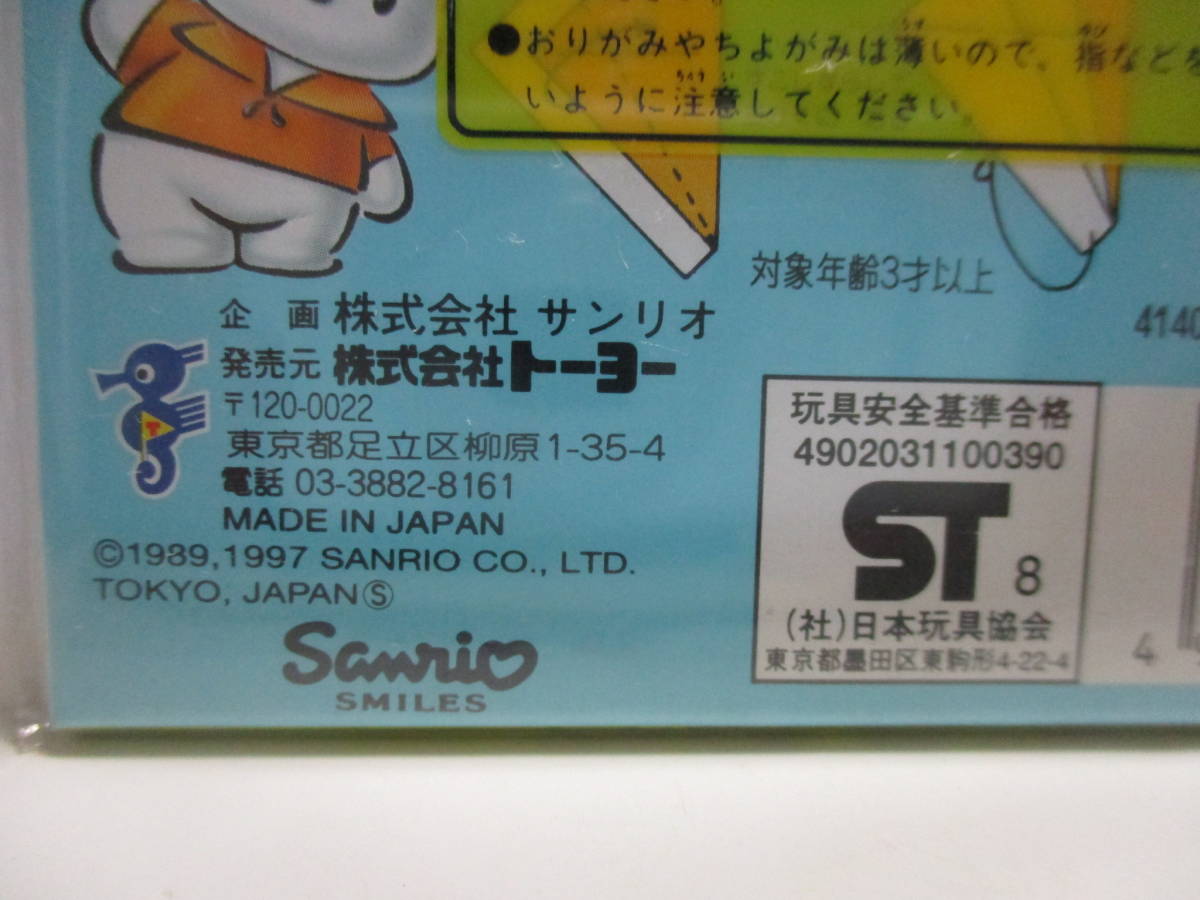 ●おりがみやちよがみは薄いので。指などを
いように注意してください。
対象年齢3才以上
企 画 株式会社 サンリオ
発売元 株式会社トーヨー
〒120-0022
東京都足立区柳原1-35-4
電話 03-3882-8161
MADE IN JAPAN
©1989,1997 SANRIO CO., LTD.
TOKYO, JAPAN Ⓢ
Sanrio
SMILES
T
4140
玩具安全基準合格
4902031100390
ST 8
(社)日本玩具協会
東京都墨田区東駒形4-22-4
4